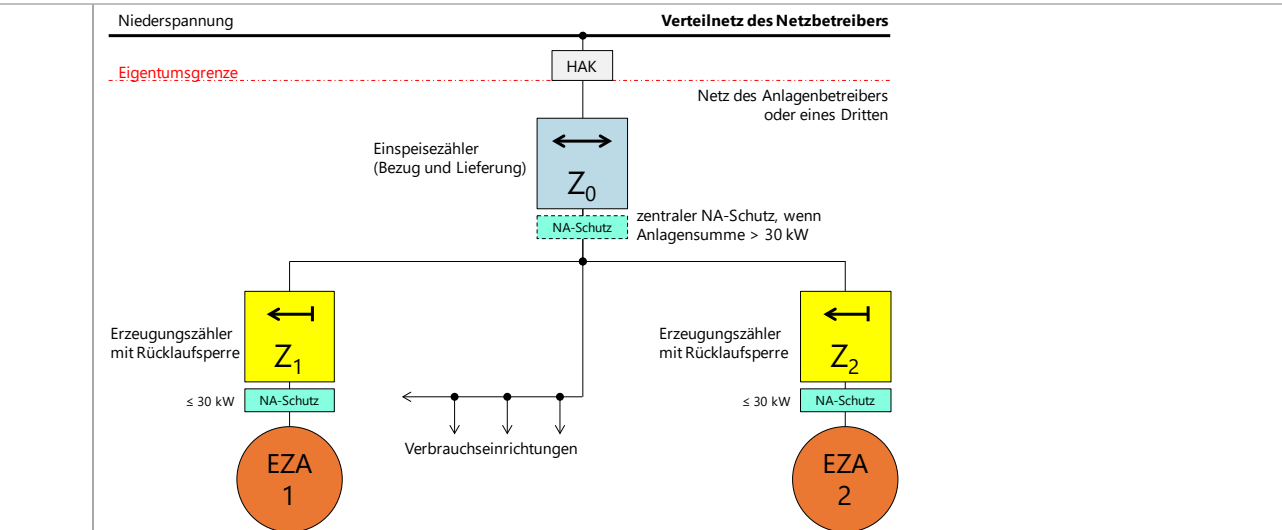 Niederspannung
Verteilnetz des Netzbetreibers
HAK
Eigentumsgrenze
Netz des Anlagenbetreibers
oder eines Dritten
Einspeisezähler
(Bezug und Lieferung)
Z0
NA-Schutz
zentraler NA-Schutz, wenn
Anlagensumme > 30 kW
Erzeugungszähler
mit Rücklaufsperre
Z1
Erzeugungszähler
mit Rücklaufsperre
Z2
≤ 30 kW
NA-Schutz
≤ 30 kW
NA-Schutz
Verbrauchseinrichtungen
EZA
1
EZA
2